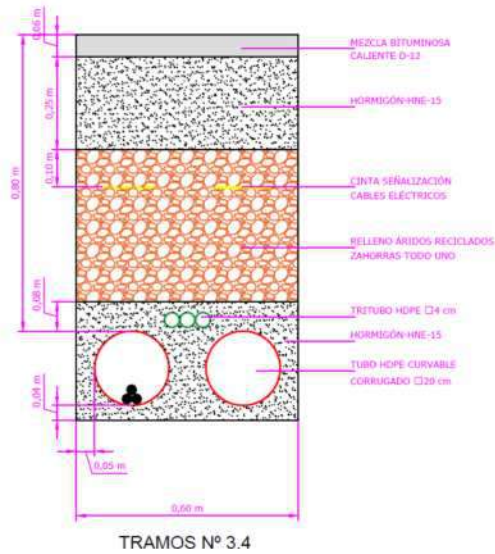 0,06 m
MEZCLA BITUMINOSA
CALIENTE D-12
0,25 m
HORMIGÓN-HNE-15
0,10 m
0,80 m
CINTA SEÑALIZACIÓN
CABLES ELÉCTRICOS
RELLENO ÁRIDOS RECICLADOS
ZAHORRAS TODO UNO
0,08 m
TRITUBO HDPE □4 cm
HORMIGÓN-HNE-15
TUBO HDPE CURVABLE
CORRUGADO □20 cm
0,04 m
0,05 m
0,60 m
TRAMOS Nº 3.4